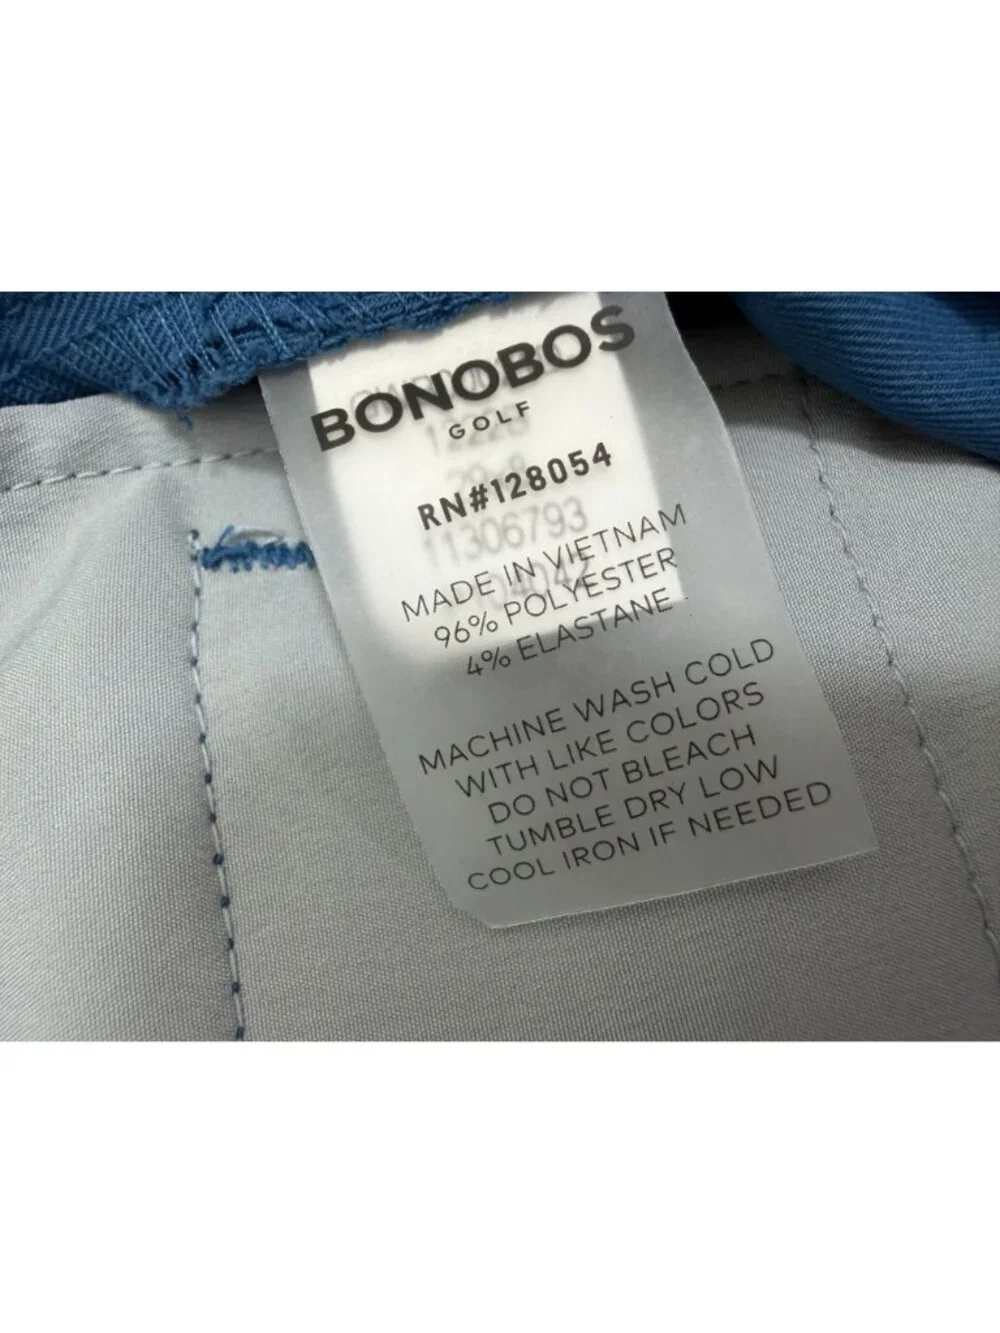 BONOBOS
GOLF
RN#128054
MADE IN VIETNAM
96% POLYESTER
4% ELASTANE
MACHINE WASH COLD
WITH LIKE COLORS
DO NOT BLEACH
TUMBLE DRY LOW
COOL IRON IF NEEDED
11306793